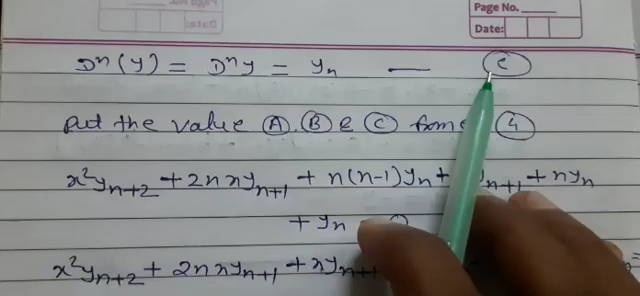 Page No.
Date:
Dⁿ(y) = Dⁿy = yₙ — C
Put the value A, B & C from 4
x²yₙ₊₂ + 2nxyₙ₊₁ + n(n-1)yₙ + yₙ₊₁ + nyₙ
+ yₙ
x²yₙ₊₂ + 2nxyₙ₊₁ + xyₙ₊₁